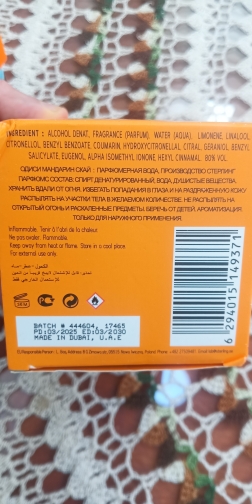 INGREDIENT : ALCOHOL DENAT, FRAGRANCE (PARFUM), WATER (AQUA), LIMONENE, LINALOOL,
CITRONELLOL, BENZYL BENZOATE, COUMARIN, HYDROXYCITRONELLAL, CITRAL, GERANIOL, BENZYL
SALICYLATE, EUGENOL, ALPHA ISOMETHYL IONONE, HEXYL CINNAMAL. 80% VOL.
ОДИСИ МАНДАРИН СКАЙ : ПАРФЮМЕРНАЯ ВОДА, ПРОИЗВОДСТВО СТЕРЛИНГ
ПАРФЮМС СОСТАВ: СПИРТ ДЕНАТУРИРОВАННЫЙ, ВОДА, ДУШИСТЫЕ ВЕЩЕСТВА.
ХРАНИТЬ ВДАЛИ ОТ ОГНЯ. ИЗБЕГАТЬ ПОПАДАНИЯ В ГЛАЗА И НА РАЗДРАЖЕННУЮ КОЖУ
РАСПЫЛЯТЬ НА УЧАСТКИ ТЕЛА В ЖЕЛАЕМОМ КОЛИЧЕСТВЕ. НЕ РАСПЫЛЯТЬ НА
ОТКРЫТЫЙ ОГОНЬ И РАСКАЛЕННЫЕ ПРЕДМЕТЫ. БЕРЕЧЬ ОТ ДЕТЕЙ. АРОМАТИЗАЦИЯ
ТОЛЬКО ДЛЯ НАРУЖНОГО ПРИМЕНЕНИЯ.
Inflammable. Tenir à l'abri de la chaleur
Ne pas avaler. Flammable.
Keep away from heat or flame. Store in a cool place
For external use only.
12M
BATCH # 444604, 17465
PD:03/2025 ED:03/2030
MADE IN DUBAI, U.A.E
6 294015 149371